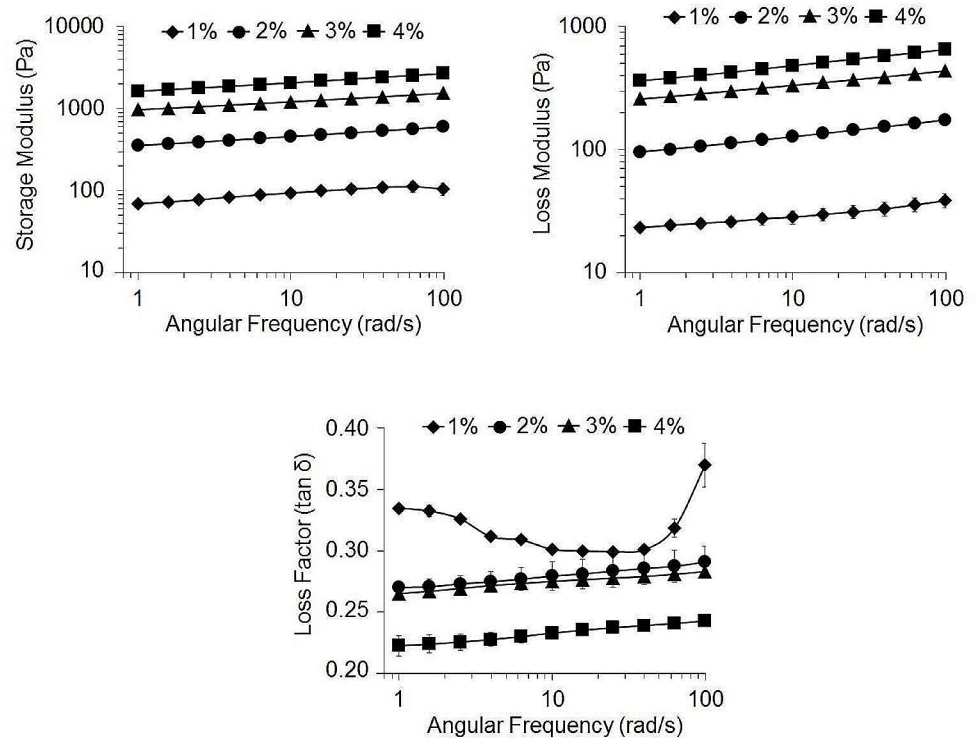 1% 2% 3% 4%
10000
1000
100
10
Storage Modulus (Pa)
1 10 100
Angular Frequency (rad/s)
1% 2% 3% 4%
1000
100
10
Loss Modulus (Pa)
1 10 100
Angular Frequency (rad/s)
1% 2% 3% 4%
0.40
0.35
0.30
0.25
0.20
Loss Factor (tan δ)
1 10 100
Angular Frequency (rad/s)